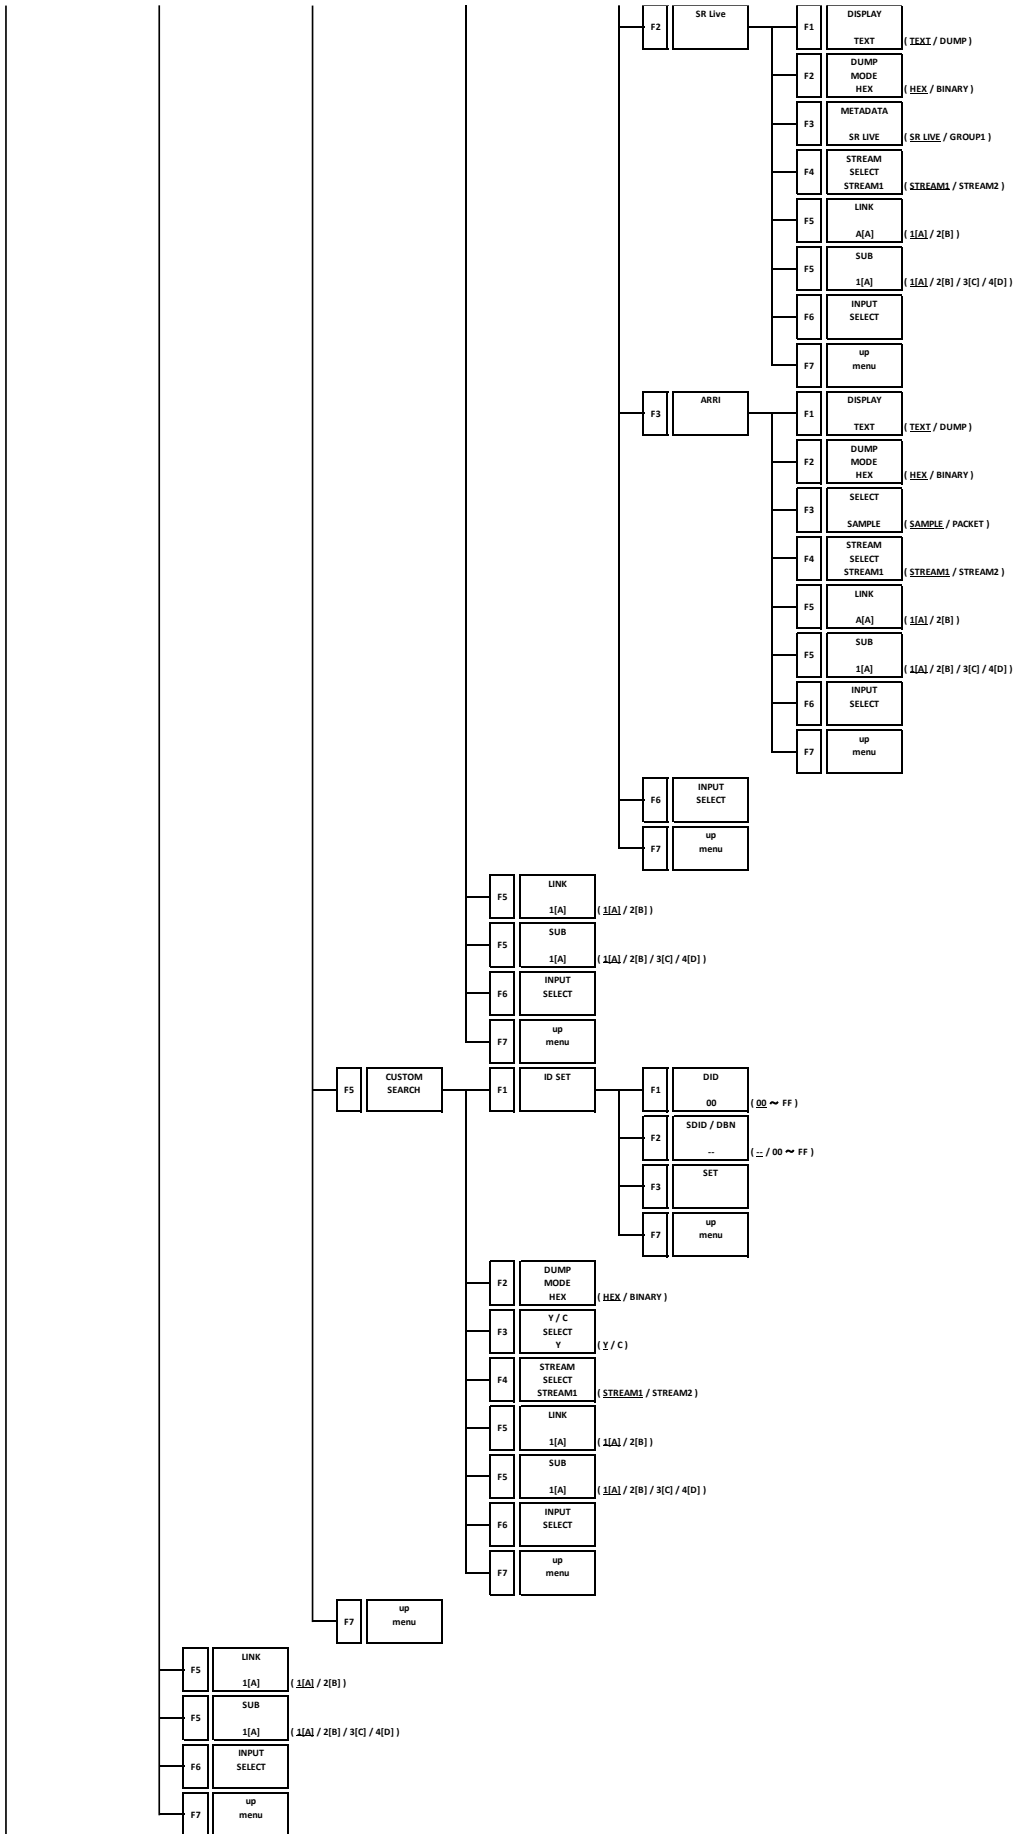 F2
SR Live
F1
DISPLAY
TEXT
( TEXT / DUMP )
F2
DUMP
MODE
HEX
( HEX / BINARY )
F3
METADATA
SR LIVE
( SR LIVE / GROUP1 )
F4
STREAM
SELECT
STREAM1
( STREAM1 / STREAM2 )
F5
LINK
A[A]
( 1[A] / 2[B] )
F5
SUB
1[A]
( 1[A] / 2[B] / 3[C] / 4[D] )
F6
INPUT
SELECT
F7
up
menu
F3
ARRI
F1
DISPLAY
TEXT
( TEXT / DUMP )
F2
DUMP
MODE
HEX
( HEX / BINARY )
F3
SELECT
SAMPLE
( SAMPLE / PACKET )
F4
STREAM
SELECT
STREAM1
( STREAM1 / STREAM2 )
F5
LINK
A[A]
( 1[A] / 2[B] )
F5
SUB
1[A]
( 1[A] / 2[B] / 3[C] / 4[D] )
F6
INPUT
SELECT
F7
up
menu
F6
INPUT
SELECT
F7
up
menu
F5
LINK
1[A]
( 1[A] / 2[B] )
F5
SUB
1[A]
( 1[A] / 2[B] / 3[C] / 4[D] )
F6
INPUT
SELECT
F7
up
menu
F5
CUSTOM
SEARCH
F1
ID SET
F1
DID
00
( 00 ~ FF )
F2
SDID / DBN
--
( -- / 00 ~ FF )
F3
SET
F7
up
menu
F2
DUMP
MODE
HEX
( HEX / BINARY )
F3
Y / C
SELECT
Y
( Y / C )
F4
STREAM
SELECT
STREAM1
( STREAM1 / STREAM2 )
F5
LINK
1[A]
( 1[A] / 2[B] )
F5
SUB
1[A]
( 1[A] / 2[B] / 3[C] / 4[D] )
F6
INPUT
SELECT
F7
up
menu
F7
up
menu
F5
LINK
1[A]
( 1[A] / 2[B] )
F5
SUB
1[A]
( 1[A] / 2[B] / 3[C] / 4[D] )
F6
INPUT
SELECT
F7
up
menu